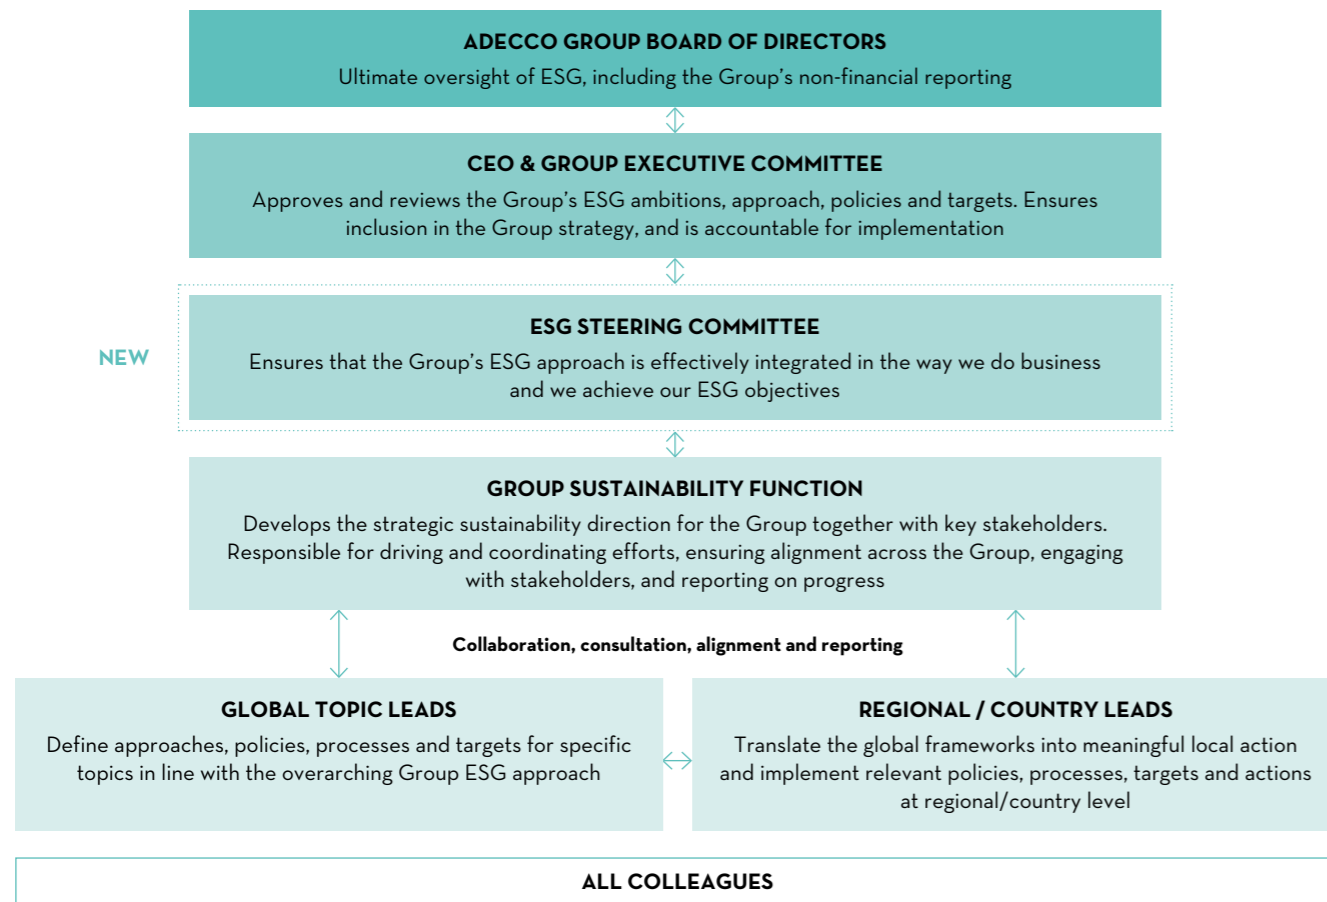 ADECCO GROUP BOARD OF DIRECTORS
Ultimate oversight of ESG, including the Group’s non-financial reporting
CEO & GROUP EXECUTIVE COMMITTEE
Approves and reviews the Group’s ESG ambitions, approach, policies and targets. Ensures
inclusion in the Group strategy, and is accountable for implementation
NEW
ESG STEERING COMMITTEE
Ensures that the Group’s ESG approach is effectively integrated in the way we do business
and we achieve our ESG objectives
GROUP SUSTAINABILITY FUNCTION
Develops the strategic sustainability direction for the Group together with key stakeholders.
Responsible for driving and coordinating efforts, ensuring alignment across the Group, engaging
with stakeholders, and reporting on progress
Collaboration, consultation, alignment and reporting
GLOBAL TOPIC LEADS
Define approaches, policies, processes and targets for specific
topics in line with the overarching Group ESG approach
REGIONAL / COUNTRY LEADS
Translate the global frameworks into meaningful local action
and implement relevant policies, processes, targets and actions
at regional/country level
ALL COLLEAGUES